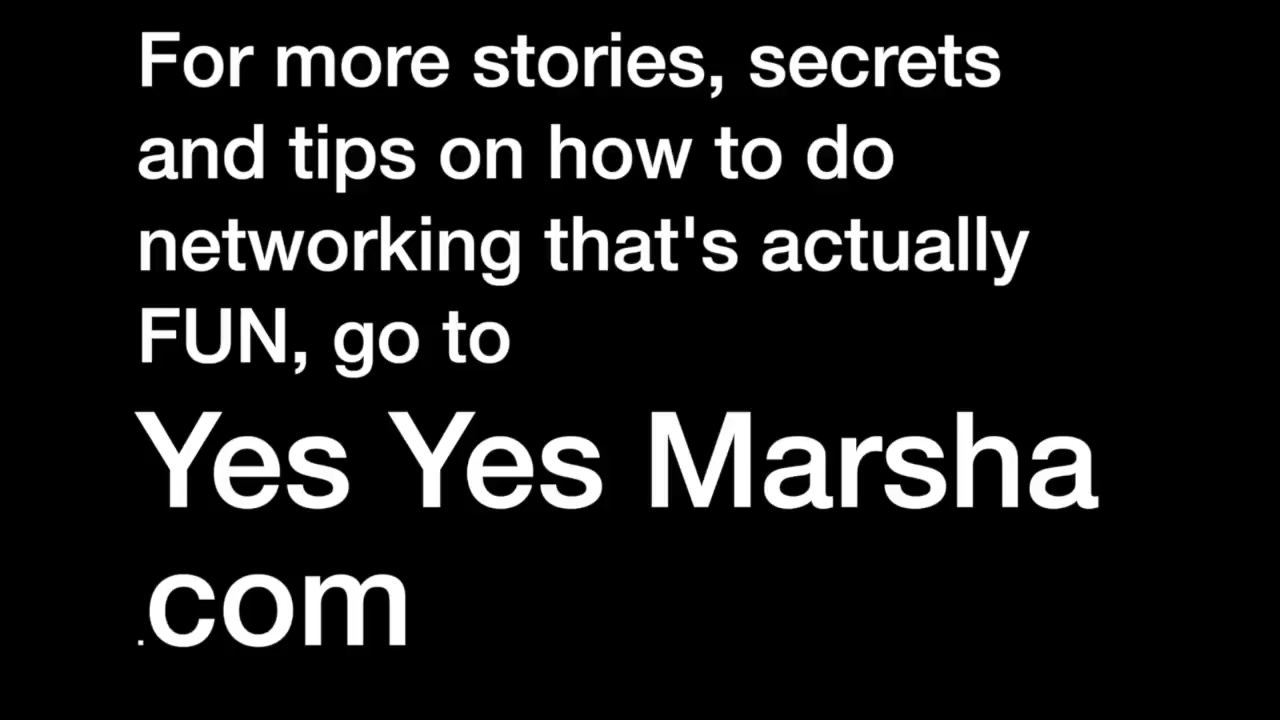 For more stories, secrets
and tips on how to do
networking that's actually
FUN, go to
Yes Yes Marsha
.com